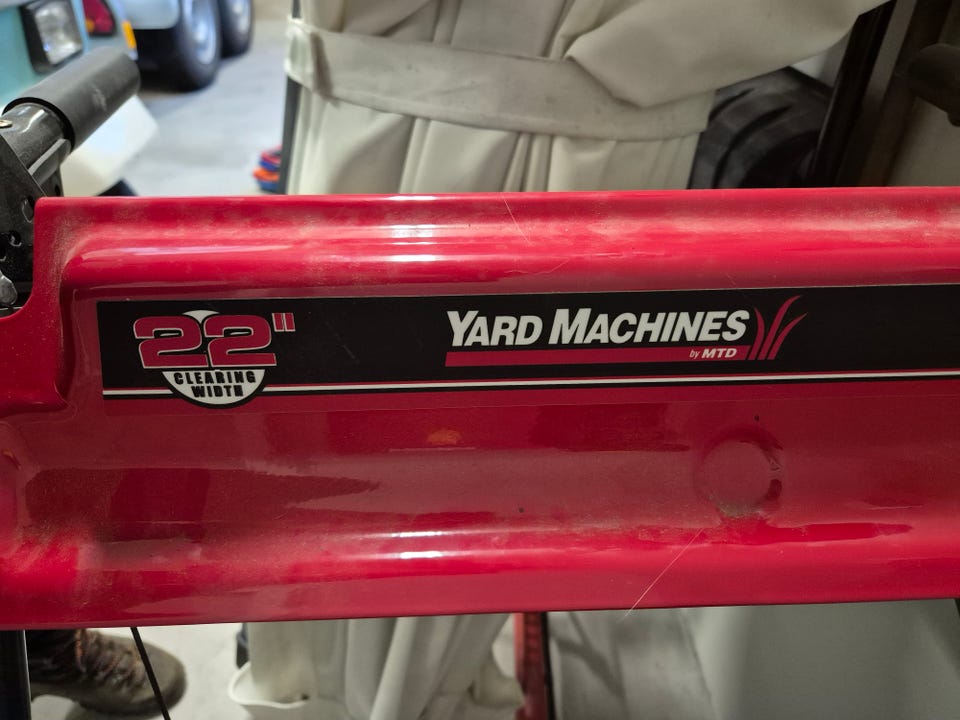 22"
CLEARING
WIDTH
YARD MACHINES
by MTD